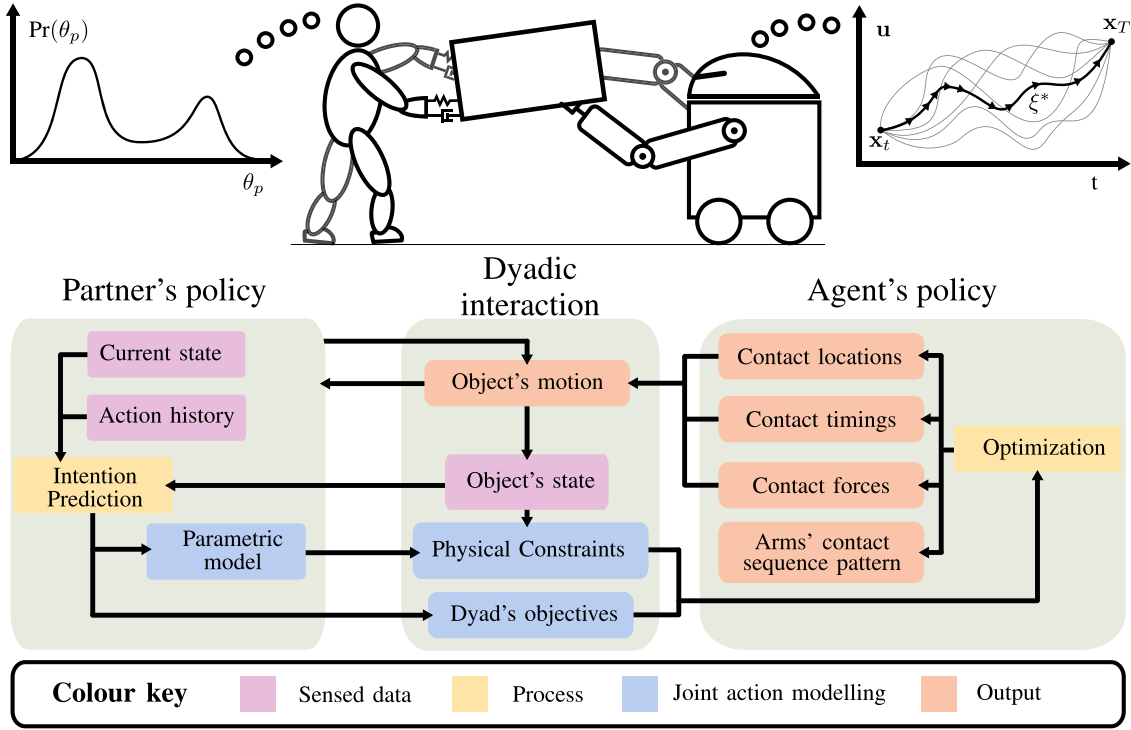 Pr(θₚ)
θₚ
u
x_T
ξ*
x_t
t
Partner's policy
Dyadic
interaction
Agent's policy
Current state
Action history
Intention
Prediction
Parametric
model
Object's motion
Object's state
Physical Constraints
Dyad's objectives
Contact locations
Contact timings
Contact forces
Arms' contact
sequence pattern
Optimization
Colour key
Sensed data
Process
Joint action modelling
Output